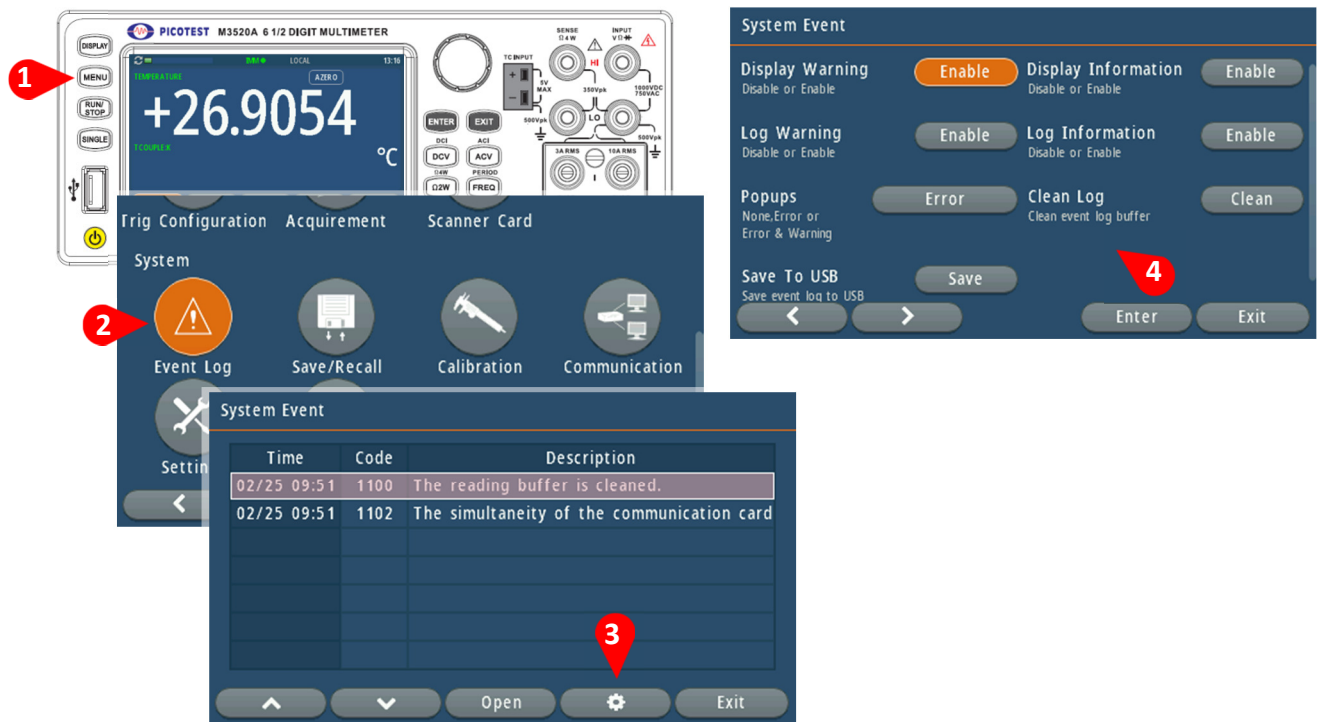 PICOTEST M3520A 6 1/2 DIGIT MULTIMETER
DISPLAY
MENU
RUN/
STOP
SINGLE
LOCAL
13:16
TEMPERATURE
AZERO
+26.9054
TCOUPLE:K
°C
ENTER
EXIT
DCI
ACI
DCV
ACV
Ω4W
PERIOD
Ω2W
FREQ
TC INPUT
+
5V
MAX
−
SENSE
Ω 4 W
INPUT
HI
350Vpk
1000VDC
750VAC
500Vpk
LO
500Vpk
3A RMS
10A RMS
I
1
Trig Configuration
Acquirement
Scanner Card
System
2
Event Log
Save/Recall
Calibration
Communication
Settin
System Event
Time
Code
Description
02/25 09:51
1100
The reading buffer is cleaned.
02/25 09:51
1102
The simultaneity of the communication card
3
Open
Exit
System Event
Display Warning
Enable
Disable or Enable
Display Information
Enable
Disable or Enable
Log Warning
Enable
Disable or Enable
Log Information
Enable
Disable or Enable
Popups
Error
None,Error or
Error & Warning
Clean Log
Clean
Clean event log buffer
4
Save To USB
Save
Save event log to USB
Enter
Exit